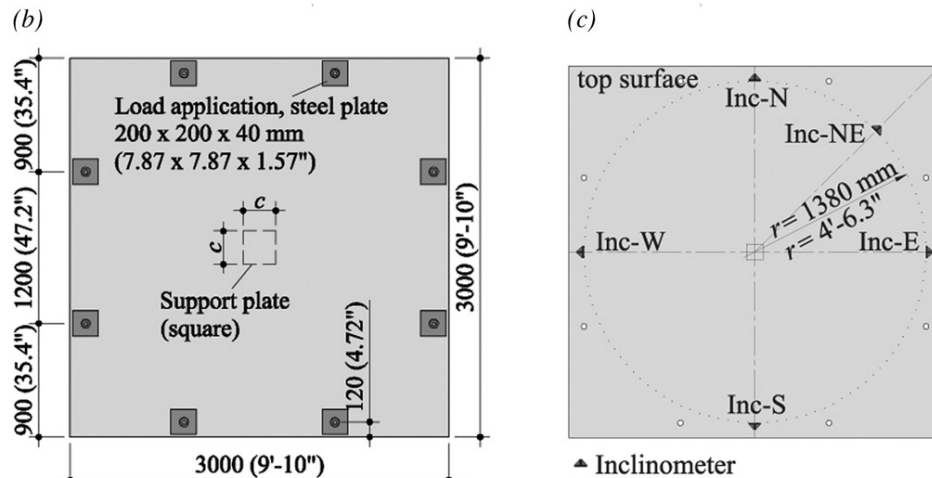 (b)
(c)
900 (35.4")
1200 (47.2")
900 (35.4")
Load application, steel plate
200 x 200 x 40 mm
(7.87 x 7.87 x 1.57")
c
c
Support plate
(square)
120 (4.72")
3000 (9'-10")
3000 (9'-10")
top surface
Inc-N
Inc-NE
r= 1380 mm
r= 4'-6.3"
Inc-W
Inc-E
Inc-S
Inclinometer